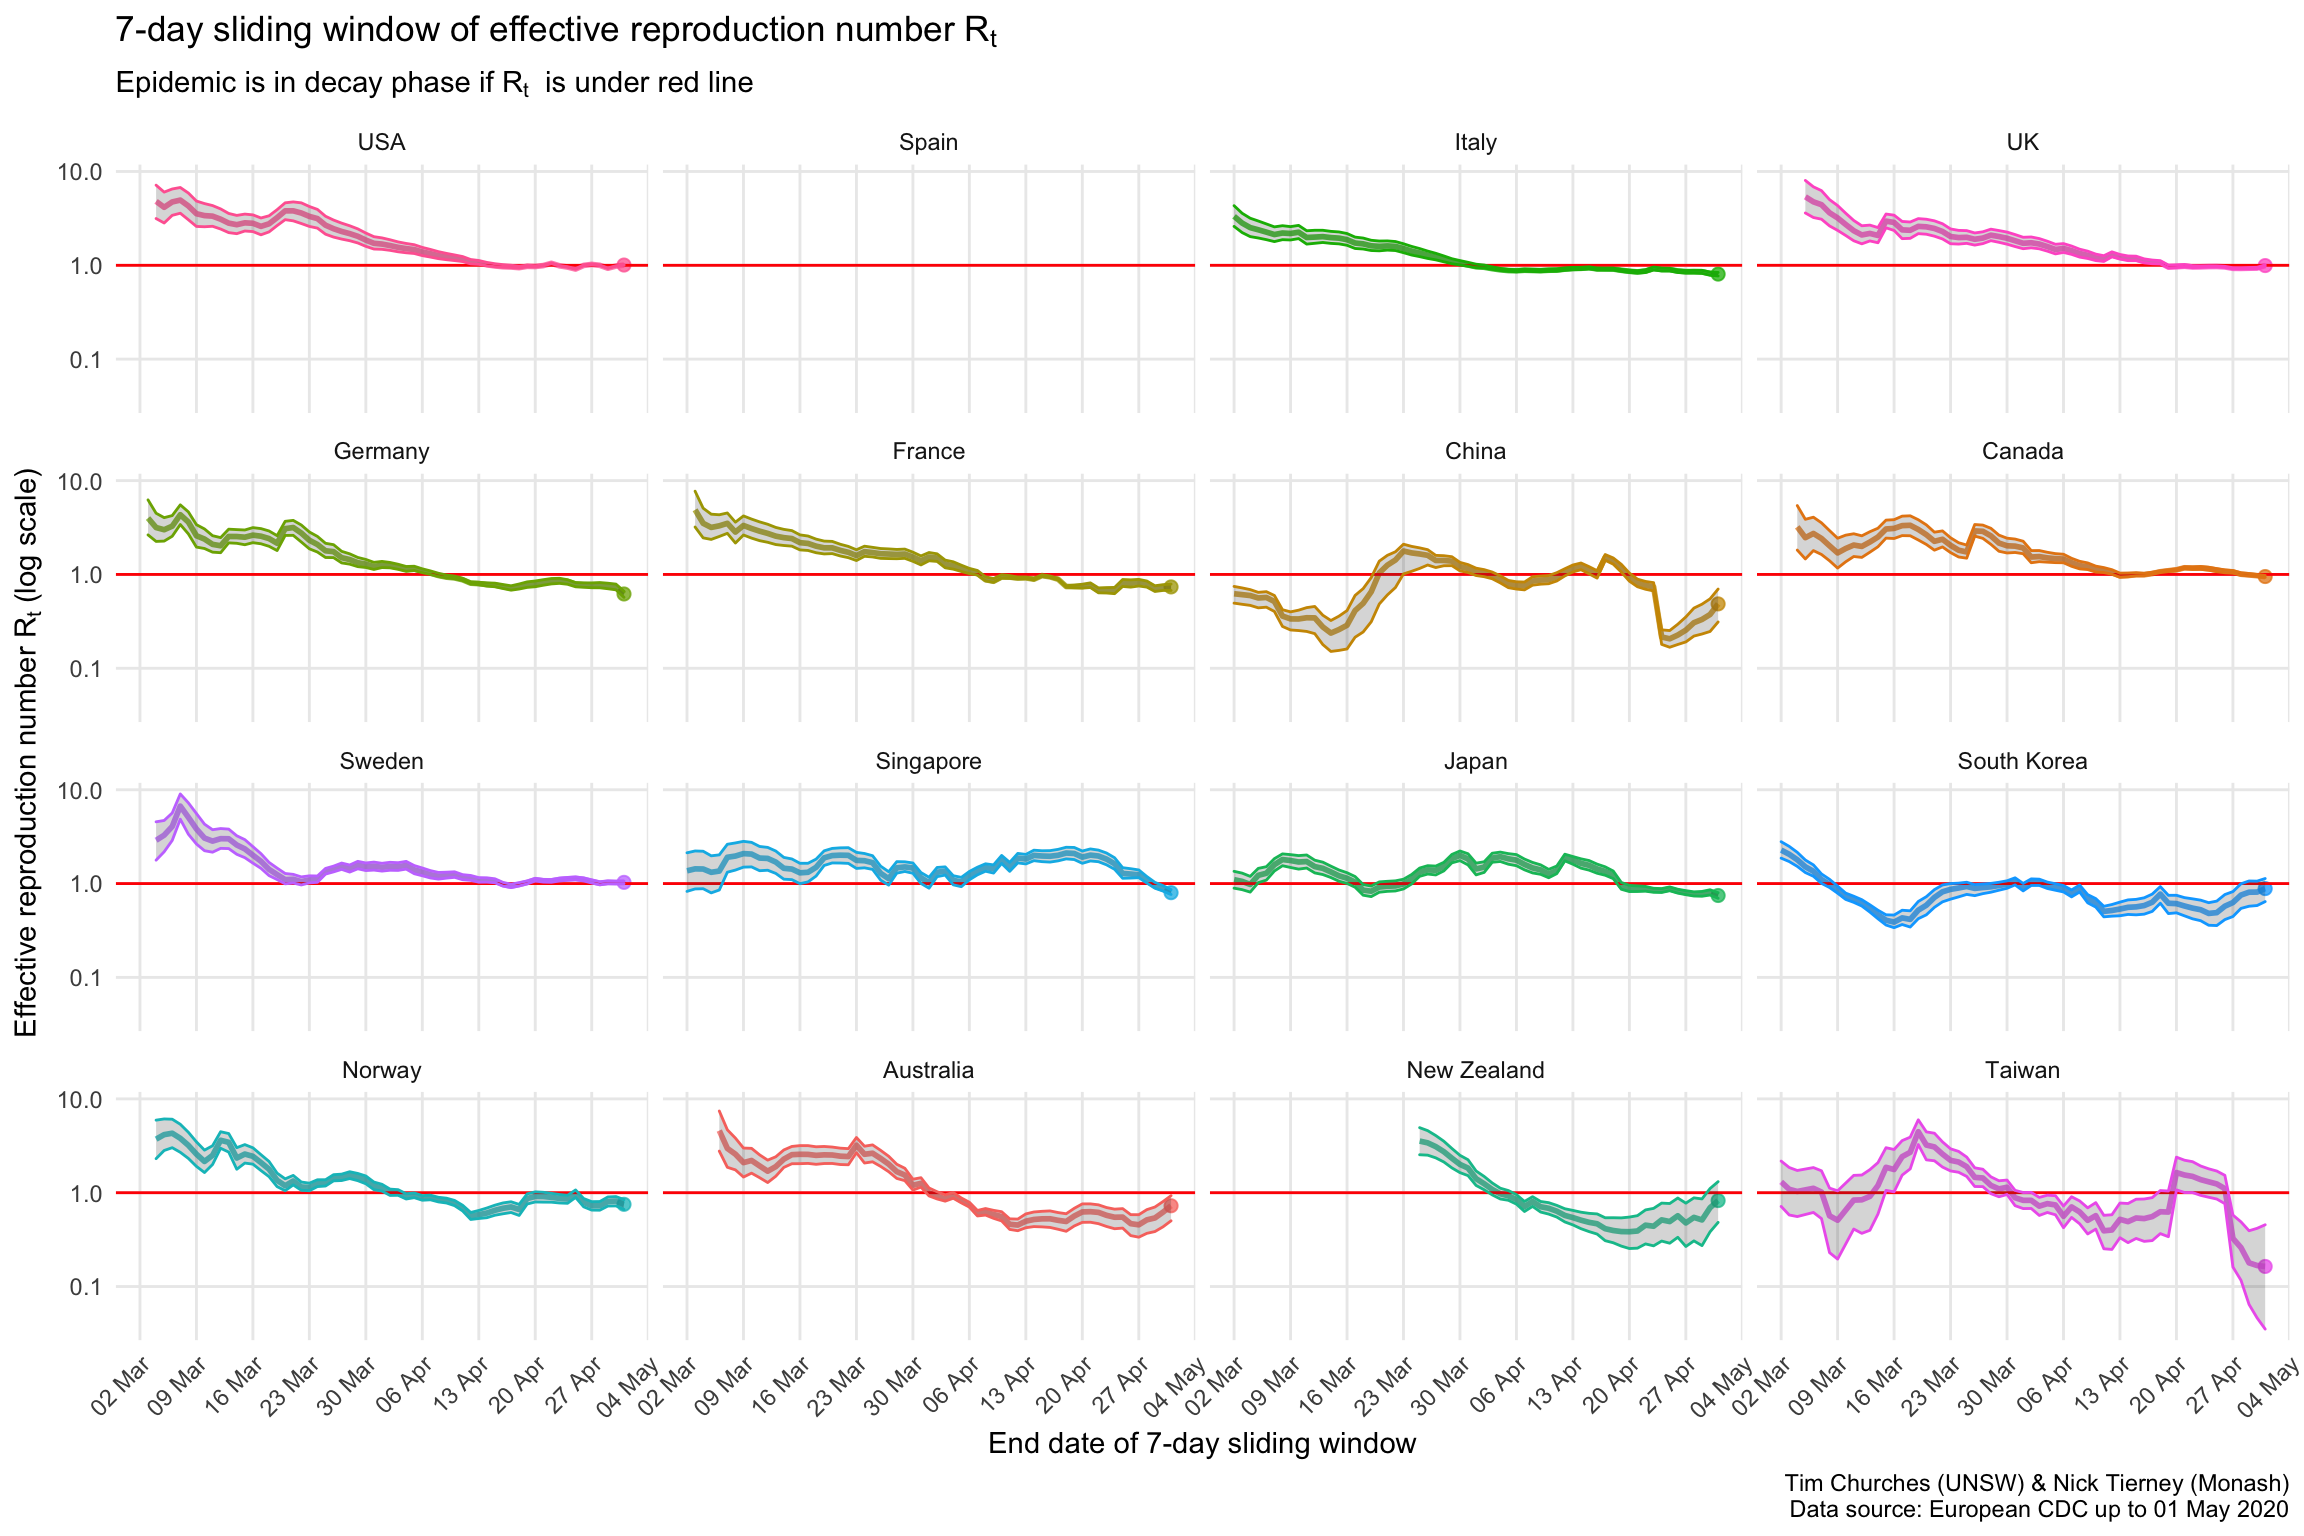 7-day sliding window of effective reproduction number Rt
Epidemic is in decay phase if Rt is under red line
USA
Spain
Italy
UK
10.0
1.0
0.1
Germany
France
China
Canada
10.0
1.0
0.1
Sweden
Singapore
Japan
South Korea
10.0
1.0
0.1
Norway
Australia
New Zealand
Taiwan
10.0
1.0
0.1
Effective reproduction number Rt (log scale)
02 Mar 09 Mar 16 Mar 23 Mar 30 Mar 06 Apr 13 Apr 20 Apr 27 Apr 04 May
02 Mar 09 Mar 16 Mar 23 Mar 30 Mar 06 Apr 13 Apr 20 Apr 27 Apr 04 May
02 Mar 09 Mar 16 Mar 23 Mar 30 Mar 06 Apr 13 Apr 20 Apr 27 Apr 04 May
02 Mar 09 Mar 16 Mar 23 Mar 30 Mar 06 Apr 13 Apr 20 Apr 27 Apr 04 May
End date of 7-day sliding window
Tim Churches (UNSW) & Nick Tierney (Monash)
Data source: European CDC up to 01 May 2020